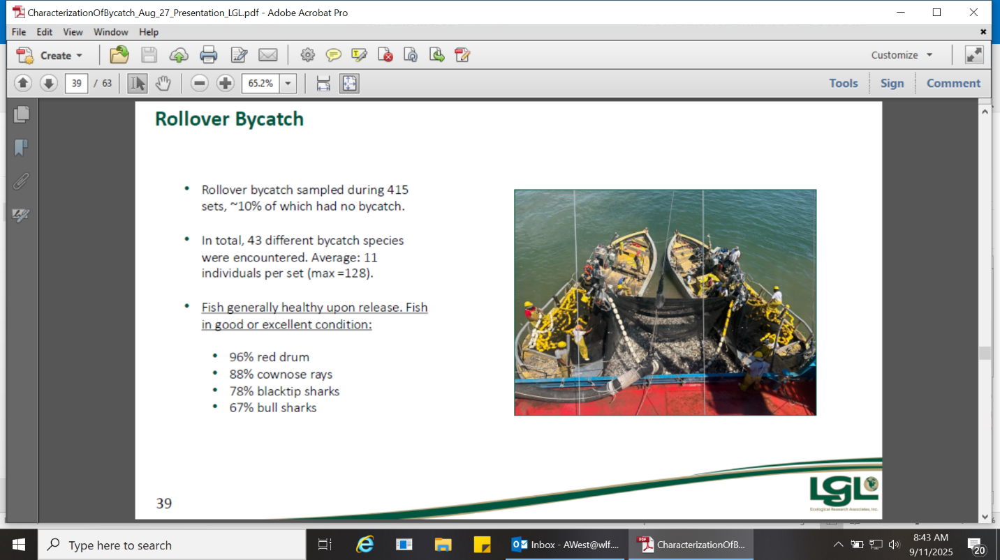 CharacterizationOfBycatch_Aug_27_Presentation_LGL.pdf - Adobe Acrobat Pro
File Edit View Window Help
Create
Customize
39 / 63
65.2%
Tools Sign Comment
Rollover Bycatch
• Rollover bycatch sampled during 415
sets, ~10% of which had no bycatch.
• In total, 43 different bycatch species
were encountered. Average: 11
individuals per set (max =128).
• Fish generally healthy upon release. Fish
in good or excellent condition:
• 96% red drum
• 88% cownose rays
• 78% blacktip sharks
• 67% bull sharks
LGL
Ecological Research Associates, Inc.
39
Type here to search
Inbox - AWest@wlf....
CharacterizationOfB...
8:43 AM
9/11/2025
20